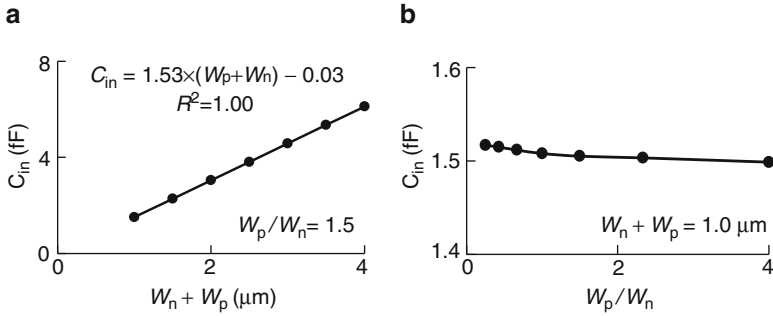 a
8
4
0
C_in (fF)
C_in = 1.53×(W_p+W_n) − 0.03
R²=1.00
W_p/W_n= 1.5
0
2
4
W_n + W_p (μm)
b
1.6
1.5
1.4
C_in (fF)
W_n + W_p = 1.0 μm
0
2
4
W_p/W_n